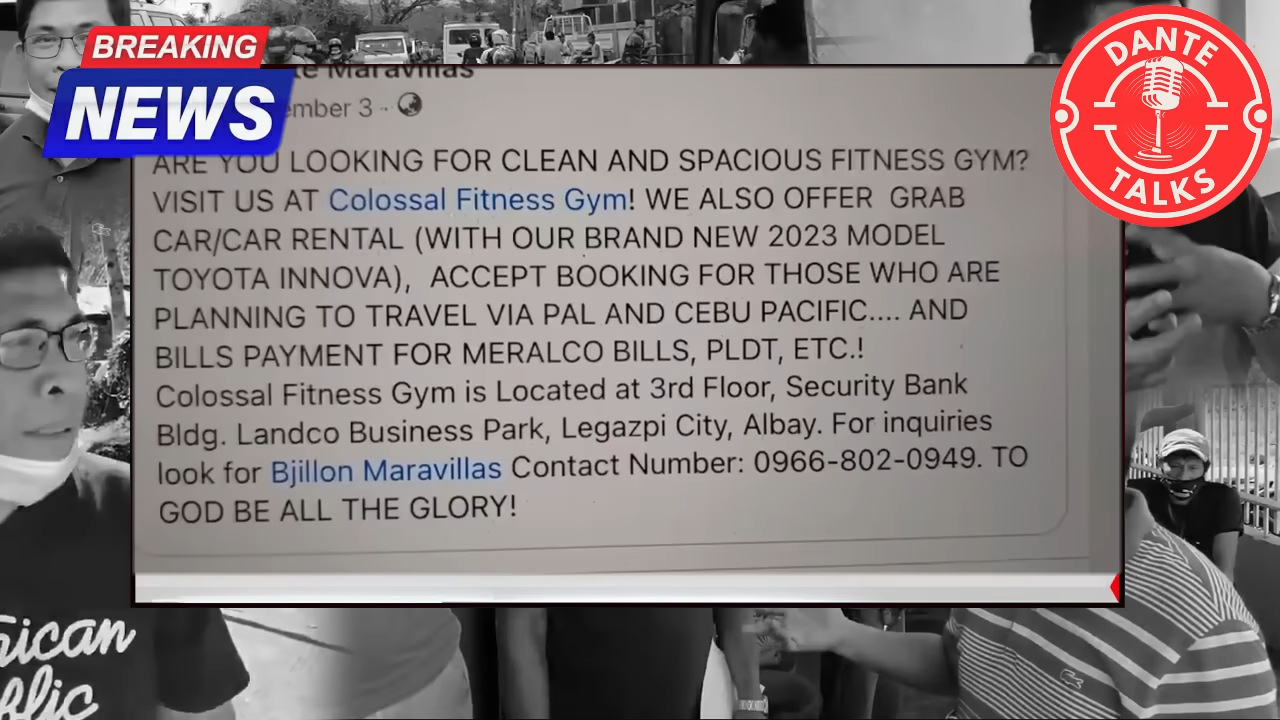 BREAKING
NEWS
DANTE
TALKS
te Maravillas
ember 3
ARE YOU LOOKING FOR CLEAN AND SPACIOUS FITNESS GYM?
VISIT US AT Colossal Fitness Gym! WE ALSO OFFER GRAB
CAR/CAR RENTAL (WITH OUR BRAND NEW 2023 MODEL
TOYOTA INNOVA), ACCEPT BOOKING FOR THOSE WHO ARE
PLANNING TO TRAVEL VIA PAL AND CEBU PACIFIC.... AND
BILLS PAYMENT FOR MERALCO BILLS, PLDT, ETC.!
Colossal Fitness Gym is Located at 3rd Floor, Security Bank
Bldg. Landco Business Park, Legazpi City, Albay. For inquiries
look for Bjillon Maravillas Contact Number: 0966-802-0949. TO
GOD BE ALL THE GLORY!
rican
blic